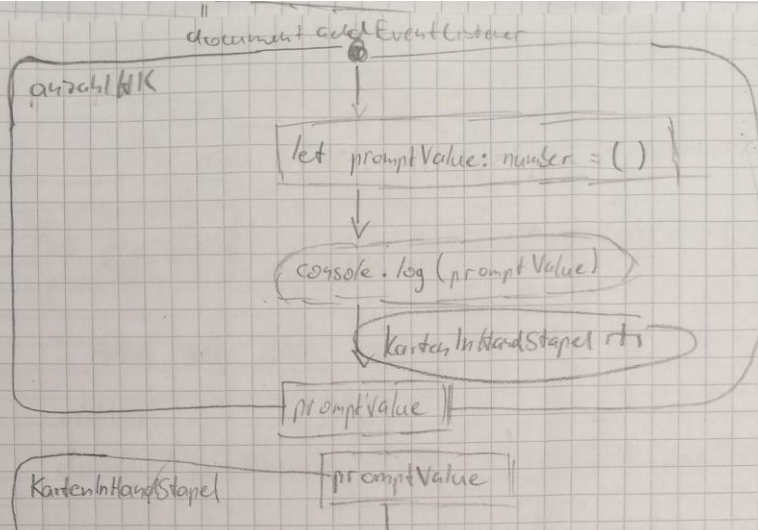 document addEventListener
anzahlHK
let promptValue: number = ( )
console.log(promptValue)
KartenInHandStapel
promptValue
KartenInHandStapel
promptValue